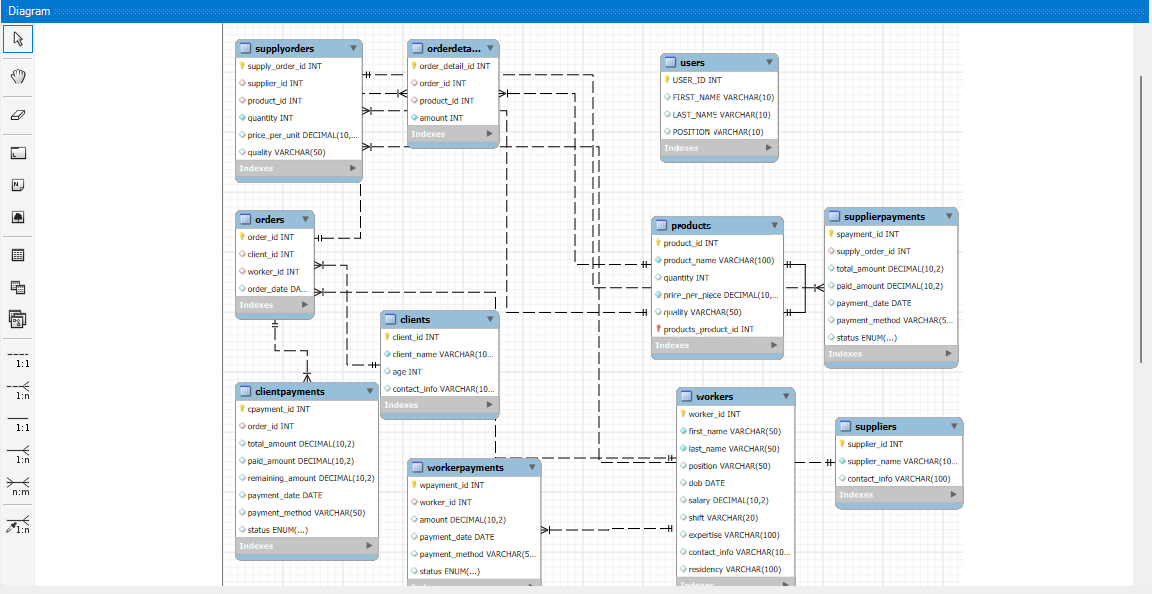 Diagram
supplyorders
supply_order_id INT
supplier_id INT
product_id INT
quantity INT
price_per_unit DECIMAL(10,...
quality VARCHAR(50)
Indexes
orderdeta...
order_detail_id INT
order_id INT
product_id INT
amount INT
Indexes
users
USER_ID INT
FIRST_NAME VARCHAR(10)
LAST_NAME VARCHAR(10)
POSITION VARCHAR(10)
Indexes
orders
order_id INT
client_id INT
worker_id INT
order_date DA...
Indexes
products
product_id INT
product_name VARCHAR(100)
quantity INT
price_per_piece DECIMAL(10,...
quality VARCHAR(50)
products_product_id INT
Indexes
supplierpayments
spayment_id INT
supply_order_id INT
total_amount DECIMAL(10,2)
paid_amount DECIMAL(10,2)
payment_date DATE
payment_method VARCHAR(5...
status ENUM(...)
Indexes
clients
client_id INT
client_name VARCHAR(10...
age INT
contact_info VARCHAR(10...
Indexes
clientpayments
cpayment_id INT
order_id INT
total_amount DECIMAL(10,2)
paid_amount DECIMAL(10,2)
remaining_amount DECIMAL(10,2)
payment_date DATE
payment_method VARCHAR(50)
status ENUM(...)
Indexes
workerpayments
wpayment_id INT
worker_id INT
amount DECIMAL(10,2)
payment_date DATE
payment_method VARCHAR(5...
status ENUM(...)
workers
worker_id INT
first_name VARCHAR(50)
last_name VARCHAR(50)
position VARCHAR(50)
dob DATE
salary DECIMAL(10,2)
shift VARCHAR(20)
expertise VARCHAR(100)
contact_info VARCHAR(10...
residency VARCHAR(100)
Indexes
suppliers
supplier_id INT
supplier_name VARCHAR(10...
contact_info VARCHAR(100)
Indexes
1:1
1:n
1:1
1:n
n:m
1:n